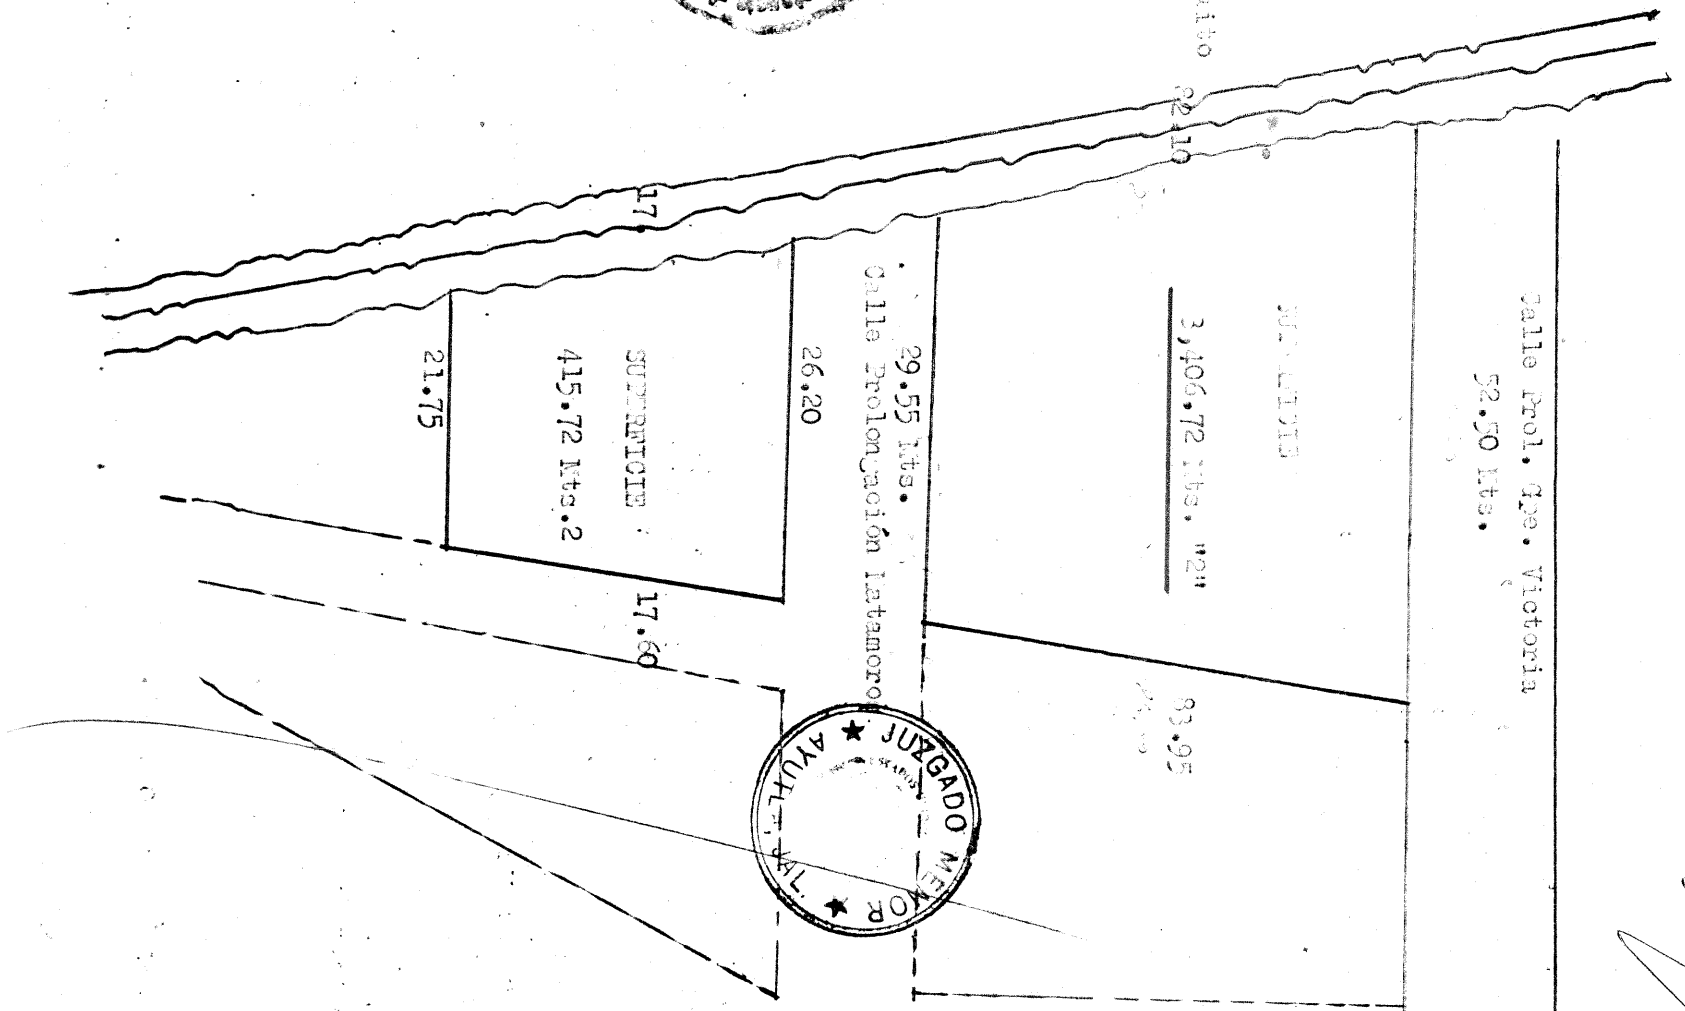 82.10
Calle Prol. Gpe. Victoria
52.50 Mts.
3,406.72 Mts. "2"
83.95
29.55 Mts.
Calle Prolongación Matamoros
26.20
17.
SUPERFICIE
415.72 Mts.2
21.75
17.60
JUZGADO MENOR
AYUTLA, JAL.